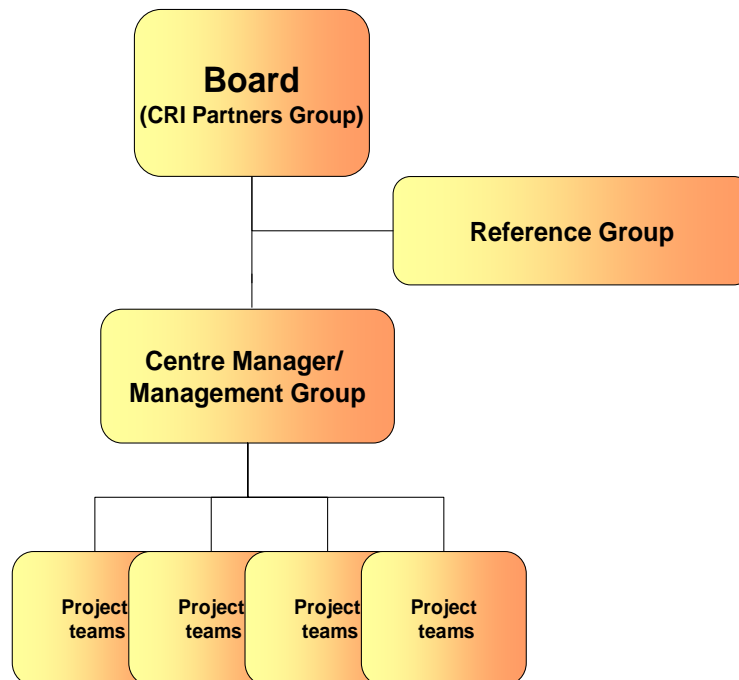 Board
(CRI Partners Group)
Reference Group
Centre Manager/
Management Group
Project
teams
Project
teams
Project
teams
Project
teams